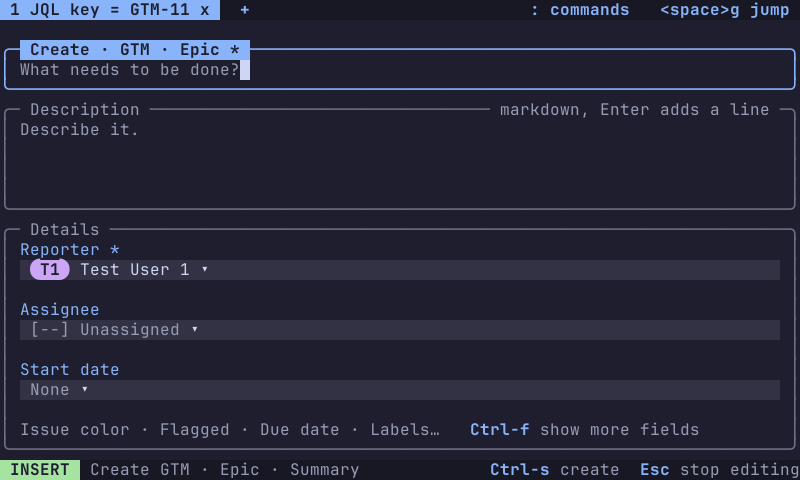 1 JQL key = GTM-11 x + : commands <space>g jump
Create · GTM · Epic *
What needs to be done?
Description markdown, Enter adds a line
Describe it.
Details
Reporter *
T1 Test User 1 ▾
Assignee
[--] Unassigned ▾
Start date
None ▾
Issue color · Flagged · Due date · Labels… Ctrl-f show more fields
INSERT Create GTM · Epic · Summary Ctrl-s create Esc stop editing